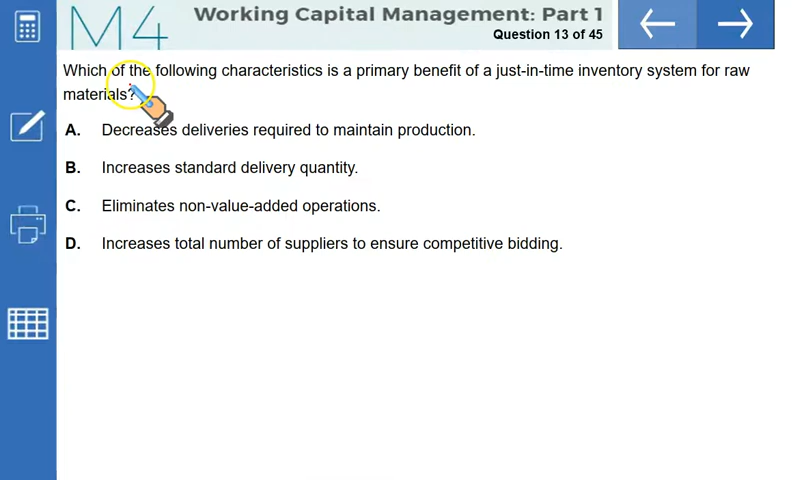 M4
Working Capital Management: Part 1
Question 13 of 45
Which of the following characteristics is a primary benefit of a just-in-time inventory system for raw
materials?
A. Decreases deliveries required to maintain production.
B. Increases standard delivery quantity.
C. Eliminates non-value-added operations.
D. Increases total number of suppliers to ensure competitive bidding.